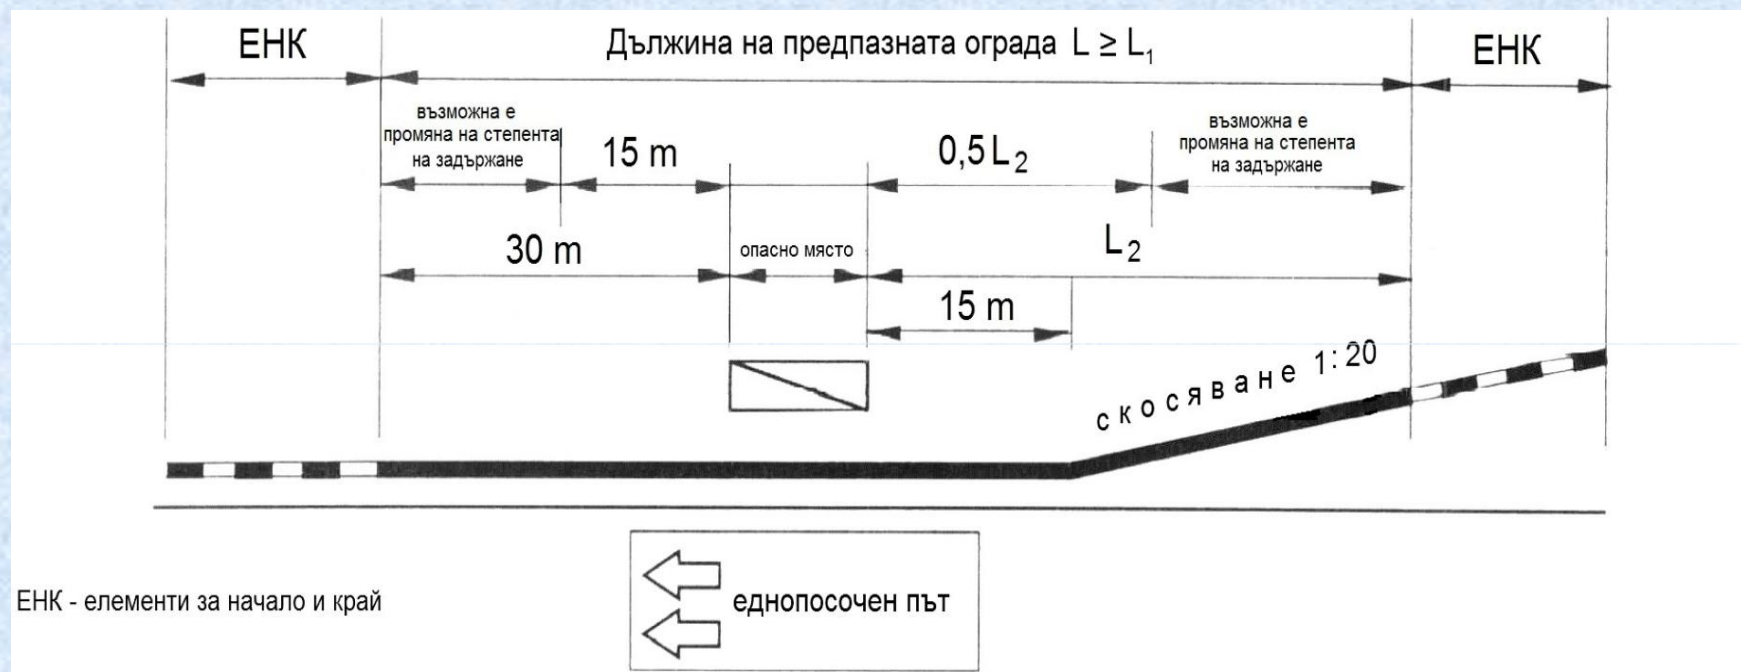 ЕНК
Дължина на предпазната ограда L ≥ L₁
ЕНК
възможна е
промяна на степента
на задържане
15 m
0,5 L₂
възможна е
промяна на степента
на задържане
30 m
опасно място
L₂
15 m
скосяване 1:20
еднопосочен път
ЕНК - елементи за начало и край